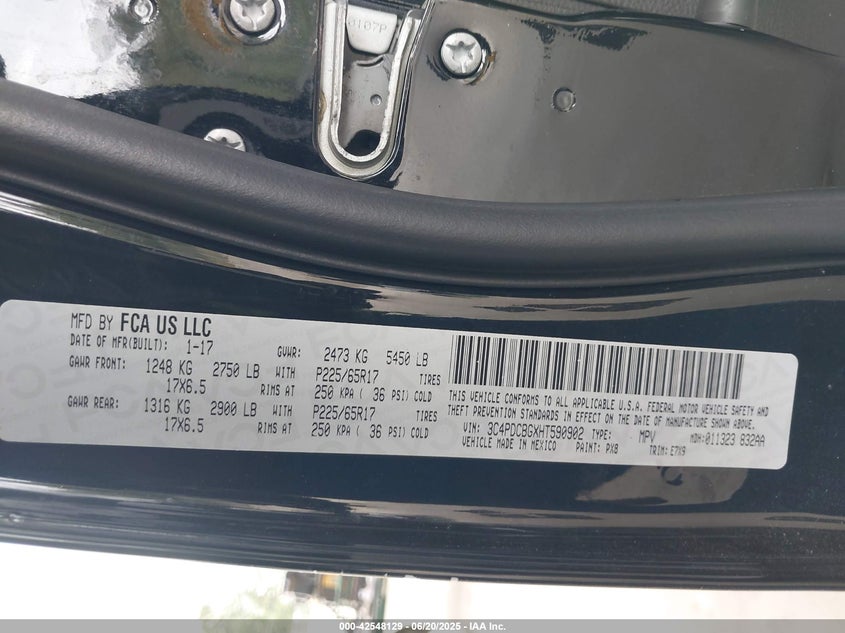 0107P
MFD BY FCA US LLC
DATE OF MFR(BUILT): 1-17 GVWR: 2473 KG 5450 LB
GAWR FRONT: 1248 KG 2750 LB WITH P225/65R17 TIRES
17X6.5 RIMS AT 250 KPA ( 36 PSI) COLD
GAWR REAR: 1316 KG 2900 LB WITH P225/65R17 TIRES
17X6.5 RIMS AT 250 KPA ( 36 PSI) COLD
THIS VEHICLE CONFORMS TO ALL APPLICABLE U.S.A. FEDERAL MOTOR VEHICLE SAFETY AND
THEFT PREVENTION STANDARDS IN EFFECT ON THE DATE OF MANUFACTURE SHOWN ABOVE.
VIN: 3C4PDCBGXHT590902 TYPE: MPV MDH:011323 832AA
VEHICLE MADE IN MEXICO PAINT: PX8 TRIM: E7X9
000-42548129 - 06/20/2025 - IAA Inc.